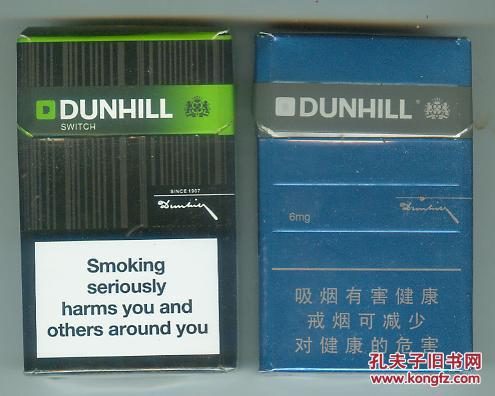 DUNHILL
SWITCH
SINCE 1907
Dunhill
Smoking
seriously
harms you and
others around you
DUNHILL®
6mg
Dunhill
吸烟有害健康
戒烟可减少
对健康的危害
孔夫子旧书网
www.kongfz.com